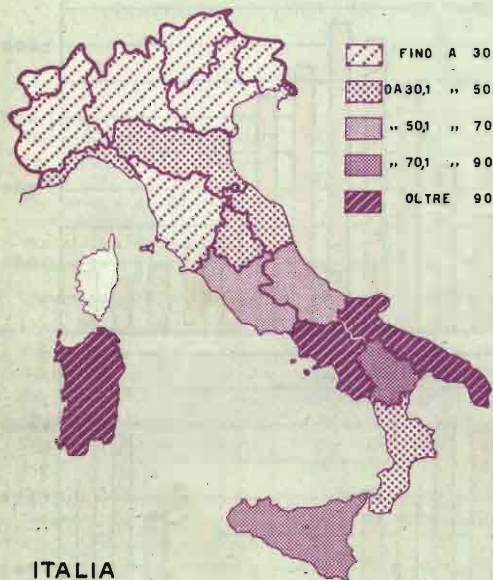 FINO A 30
DA 30,1 „ 50
„ 50,1 „ 70
„ 70,1 „ 90
OLTRE 90
ITALIA